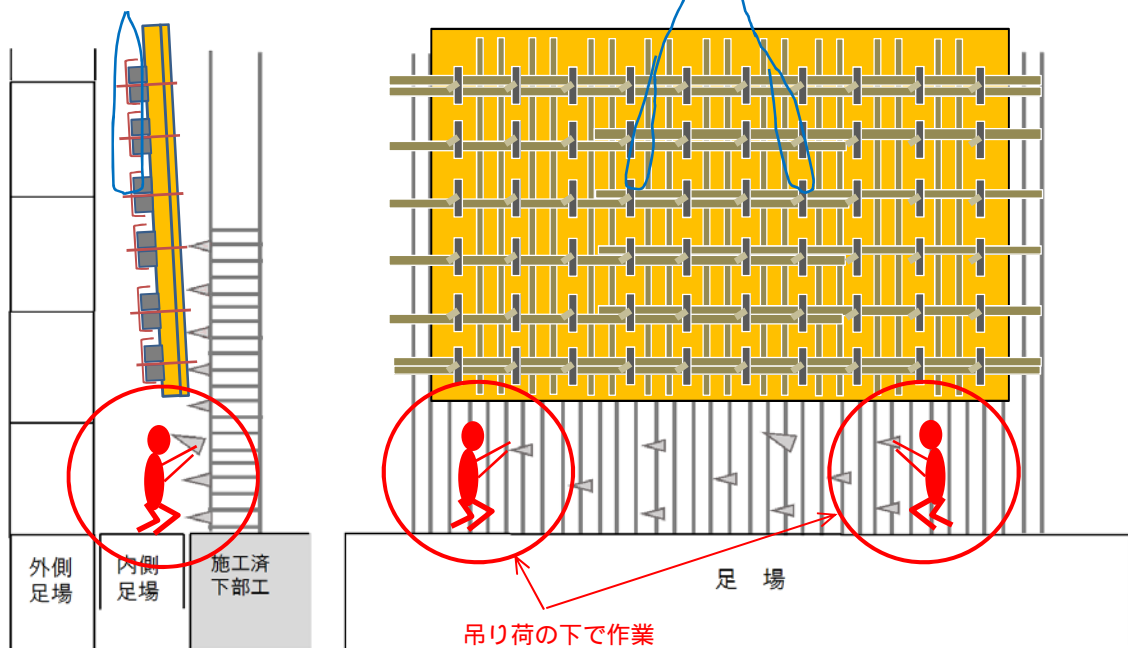 外側
足場
内側
足場
施工済
下部工
足 場
吊り荷の下で作業